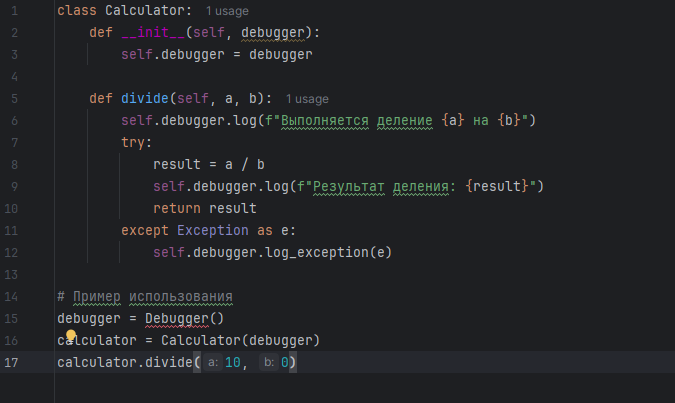 1 class Calculator: 1 usage
2 def __init__(self, debugger):
3 self.debugger = debugger
4
5 def divide(self, a, b): 1 usage
6 self.debugger.log(f"Выполняется деление {a} на {b}")
7 try:
8 result = a / b
9 self.debugger.log(f"Результат деления: {result}")
10 return result
11 except Exception as e:
12 self.debugger.log_exception(e)
13
14 # Пример использования
15 debugger = Debugger()
16 calculator = Calculator(debugger)
17 calculator.divide( a: 10, b: 0)